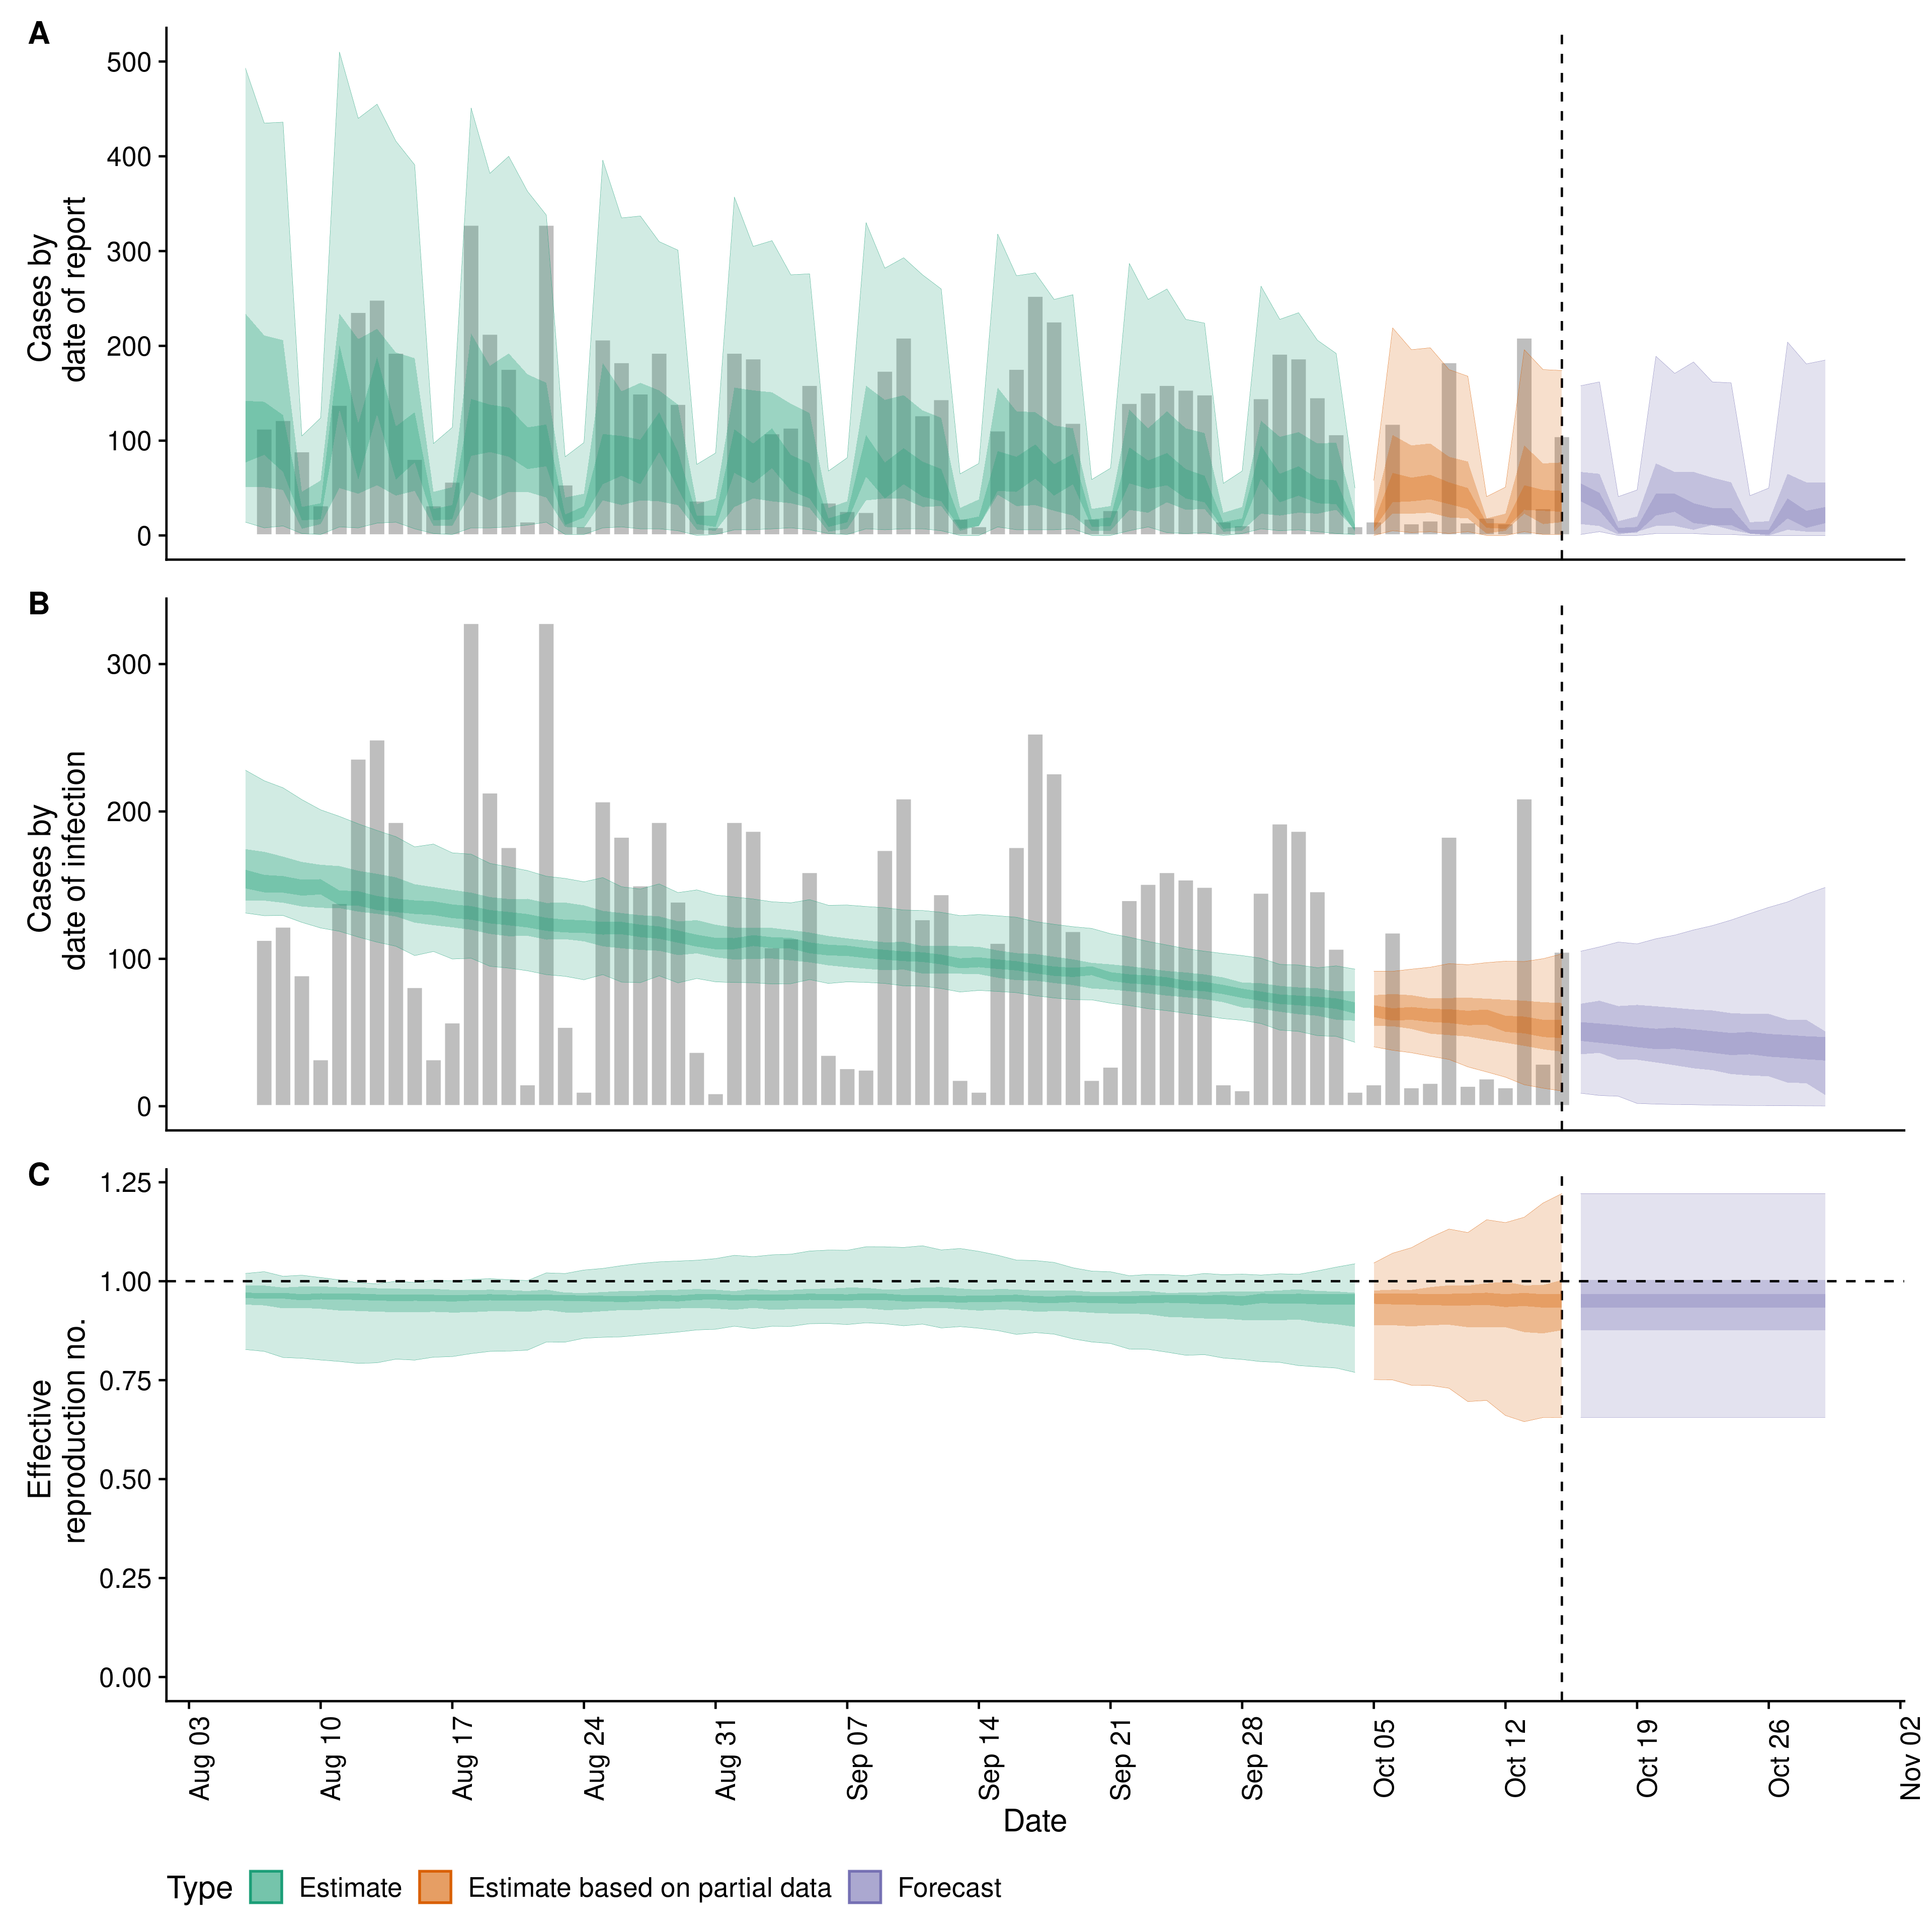 A
500
400
300
200
100
0
Cases by
date of report
B
300
200
100
0
Cases by
date of infection
C
1.25
1.00
0.75
0.50
0.25
0.00
Effective
reproduction no.
Aug 03
Aug 10
Aug 17
Aug 24
Aug 31
Sep 07
Sep 14
Sep 21
Sep 28
Oct 05
Oct 12
Oct 19
Oct 26
Nov 02
Date
Type Estimate Estimate based on partial data Forecast